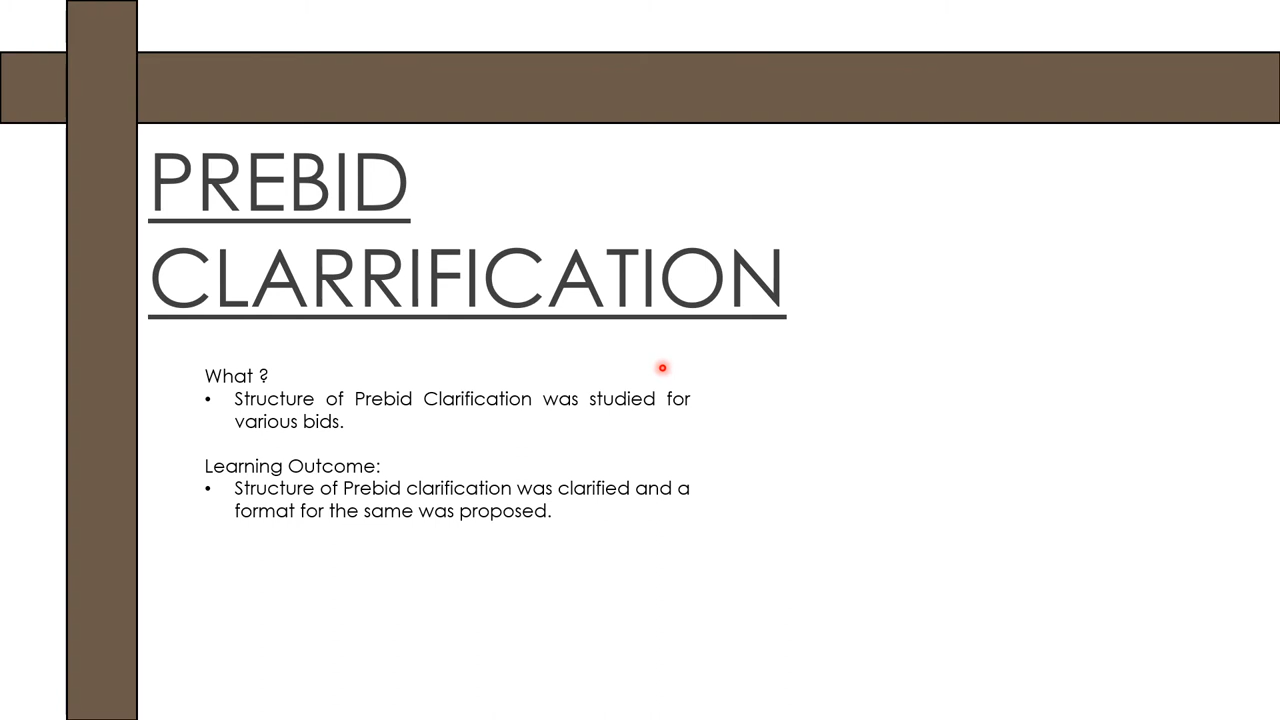 PREBID
CLARRIFICATION
What ?
• Structure of Prebid Clarification was studied for
various bids.
Learning Outcome:
• Structure of Prebid clarification was clarified and a
format for the same was proposed.